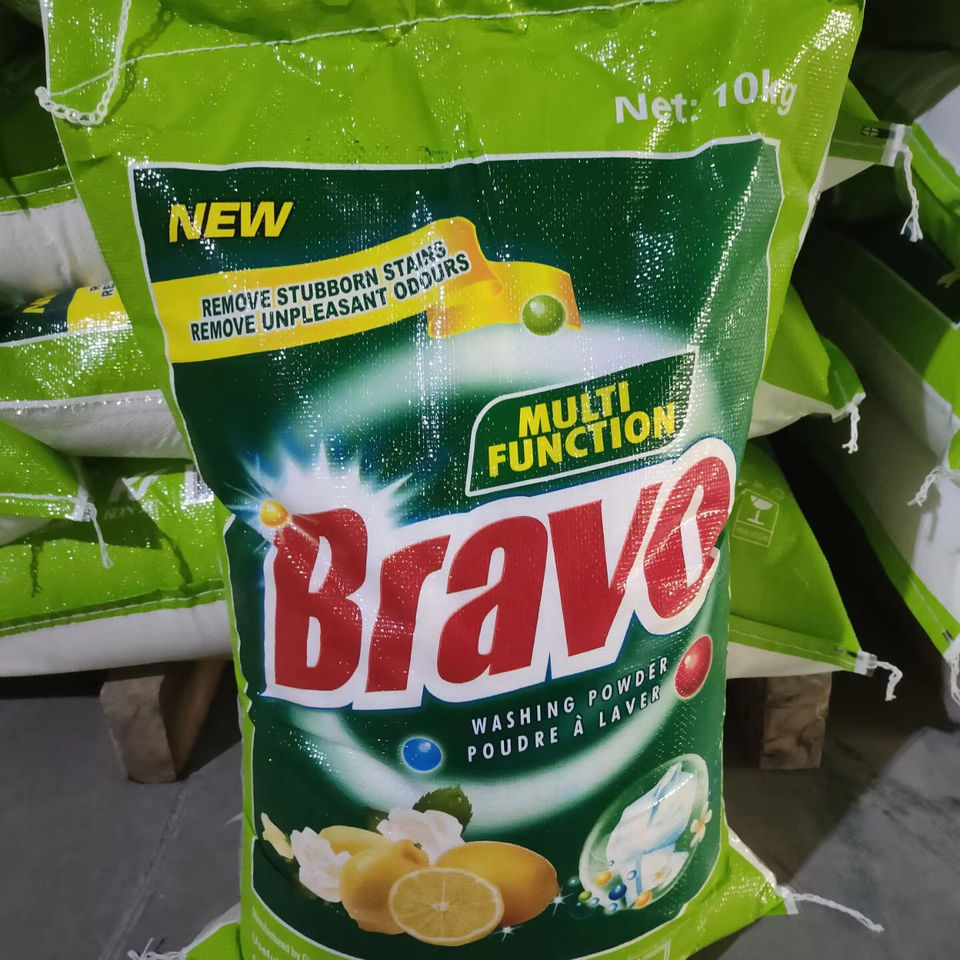 Net: 10kg
NEW
REMOVE STUBBORN STAINS
REMOVE UNPLEASANT ODOURS
MULTI
FUNCTION
Bravo
WASHING POWDER
POUDRE À LAVER